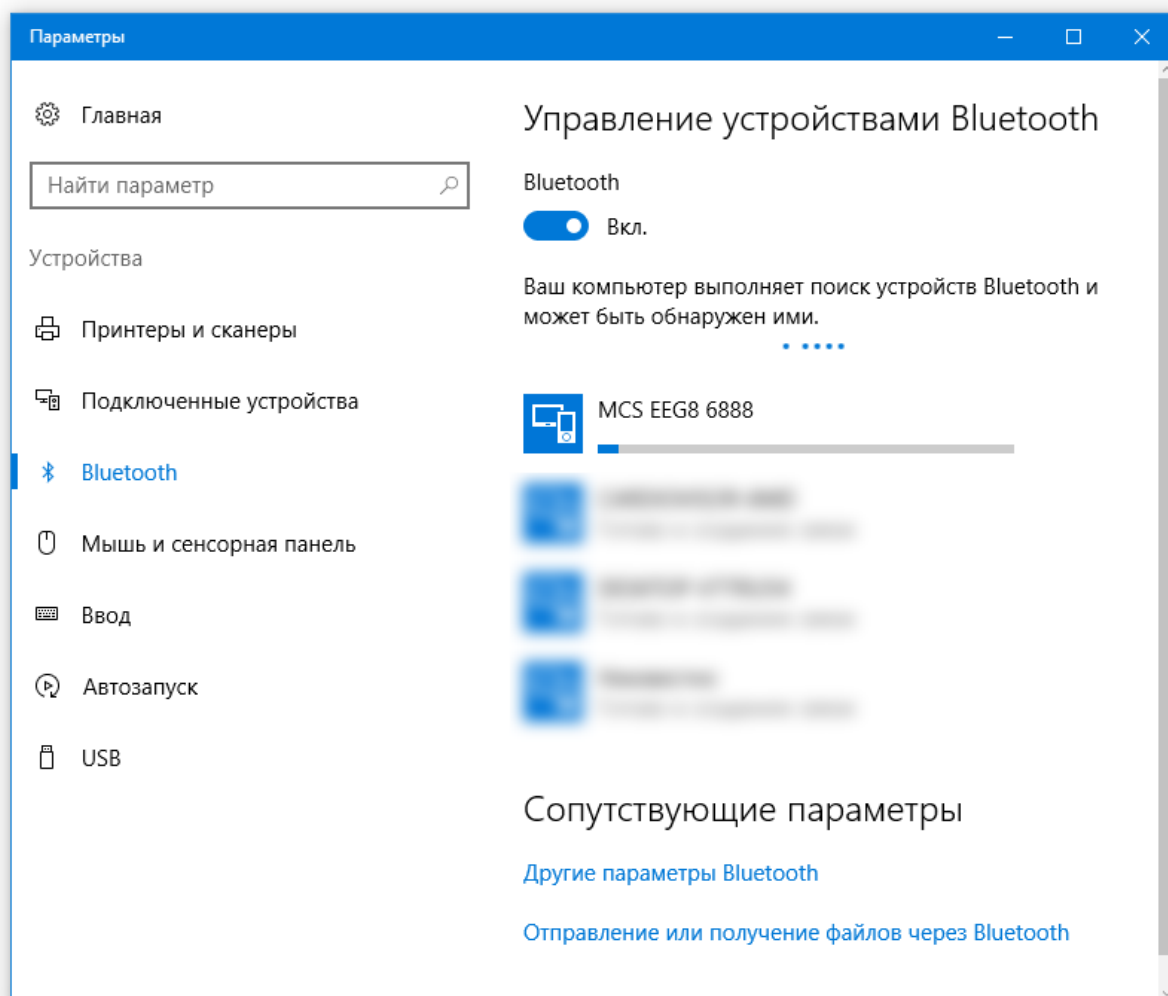 Параметры
Главная
Найти параметр
Устройства
Принтеры и сканеры
Подключенные устройства
Bluetooth
Мышь и сенсорная панель
Ввод
Автозапуск
USB
Управление устройствами Bluetooth
Bluetooth
Вкл.
Ваш компьютер выполняет поиск устройств Bluetooth и
может быть обнаружен ими.
MCS EEG8 6888
Сопутствующие параметры
Другие параметры Bluetooth
Отправление или получение файлов через Bluetooth